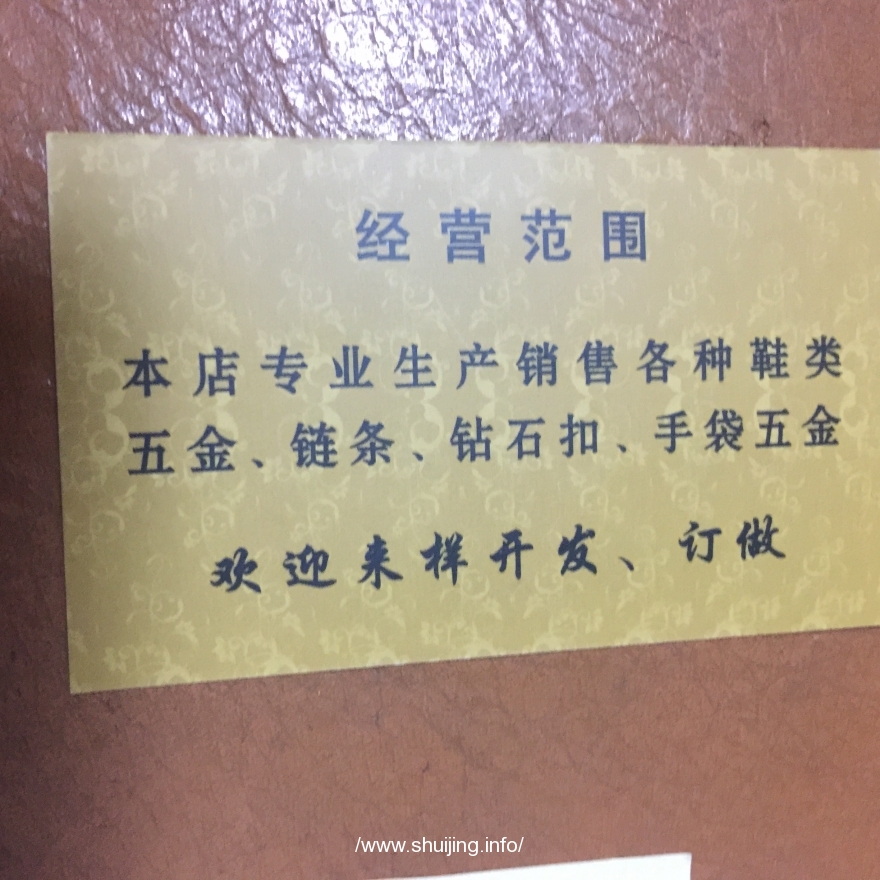 经营范围
本店专业生产销售各种鞋类
五金、链条、钻石扣、手袋五金
欢迎来样开发、订做
/www.shuijing.info/